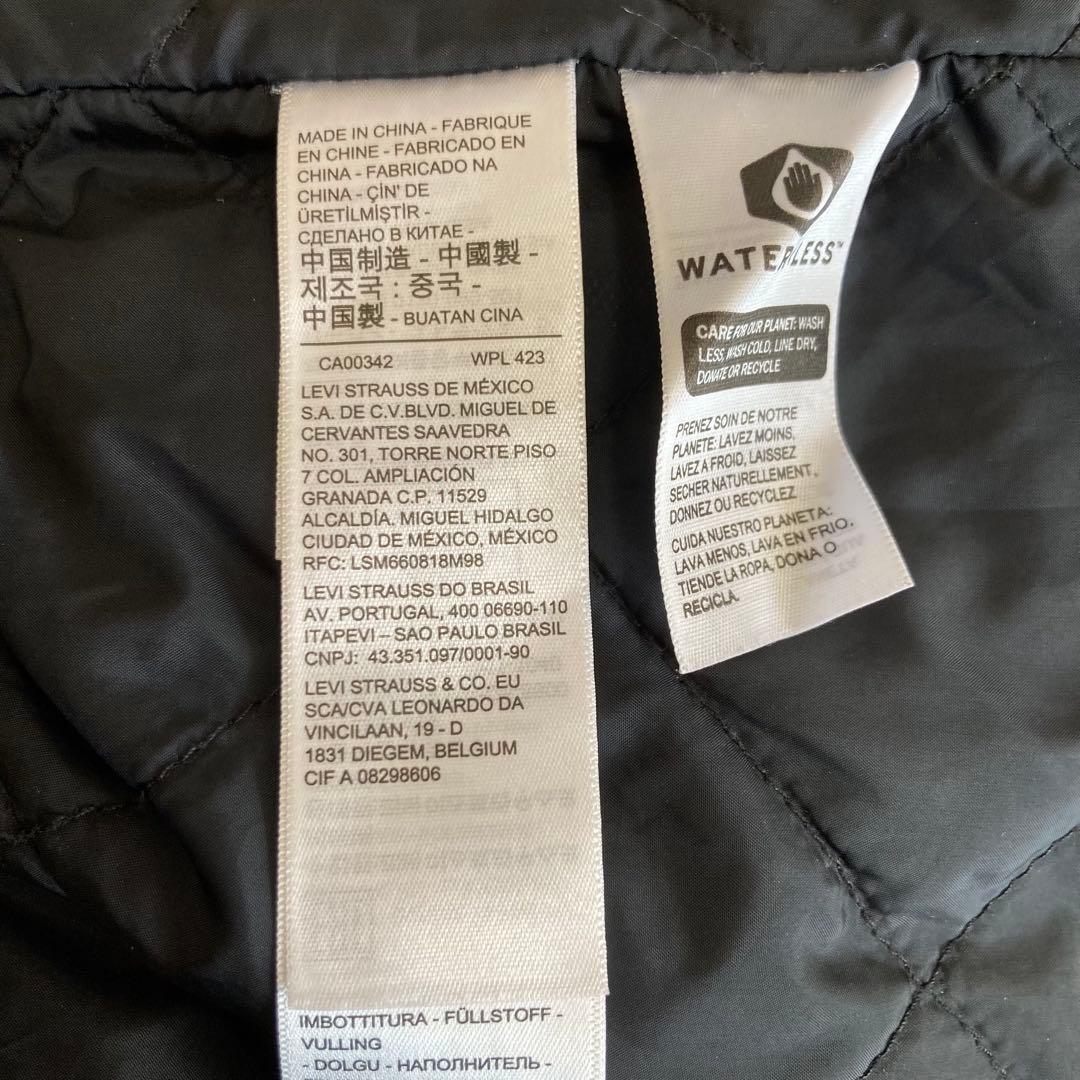 MADE IN CHINA - FABRIQUE
EN CHINE - FABRICADO EN
CHINA - FABRICADO NA
CHINA - ÇİN' DE
ÜRETİLMİŞTİR -
СДЕЛАНО В КИТАЕ -
中国制造 - 中國製 -
제조국 : 중국 -
中国製 - BUATAN CINA
CA00342 WPL 423
LEVI STRAUSS DE MÉXICO
S.A. DE C.V.BLVD. MIGUEL DE
CERVANTES SAAVEDRA
NO. 301, TORRE NORTE PISO
7 COL. AMPLIACIÓN
GRANADA C.P. 11529
ALCALDÍA. MIGUEL HIDALGO
CIUDAD DE MÉXICO, MÉXICO
RFC: LSM660818M98
LEVI STRAUSS DO BRASIL
AV. PORTUGAL, 400 06690-110
ITAPEVI – SAO PAULO BRASIL
CNPJ: 43.351.097/0001-90
LEVI STRAUSS & CO. EU
SCA/CVA LEONARDO DA
VINCILAAN, 19 - D
1831 DIEGEM, BELGIUM
CIF A 08298606
IMBOTTITURA - FÜLLSTOFF -
VULLING
- DOLGU - НАПОЛНИТЕЛЬ -
WATERLESS™
CARE FOR OUR PLANET: WASH
LESS, WASH COLD, LINE DRY,
DONATE OR RECYCLE
PRENEZ SOIN DE NOTRE
PLANETE: LAVEZ MOINS,
LAVEZ A FROID, LAISSEZ
SECHER NATURELLEMENT,
DONNEZ OU RECYCLEZ
CUIDA NUESTRO PLANETA:
LAVA MENOS, LAVA EN FRIO,
TIENDE LA ROPA, DONA O
RECICLA.